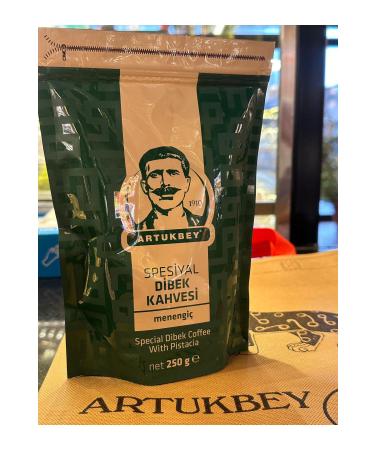 1910
ARTUKBEY
SPESİYAL
DİBEK
KAHVESİ
menengiç
Special Dibek Coffee
With Pistacia
net 250 g ℮
ARTUKBEY